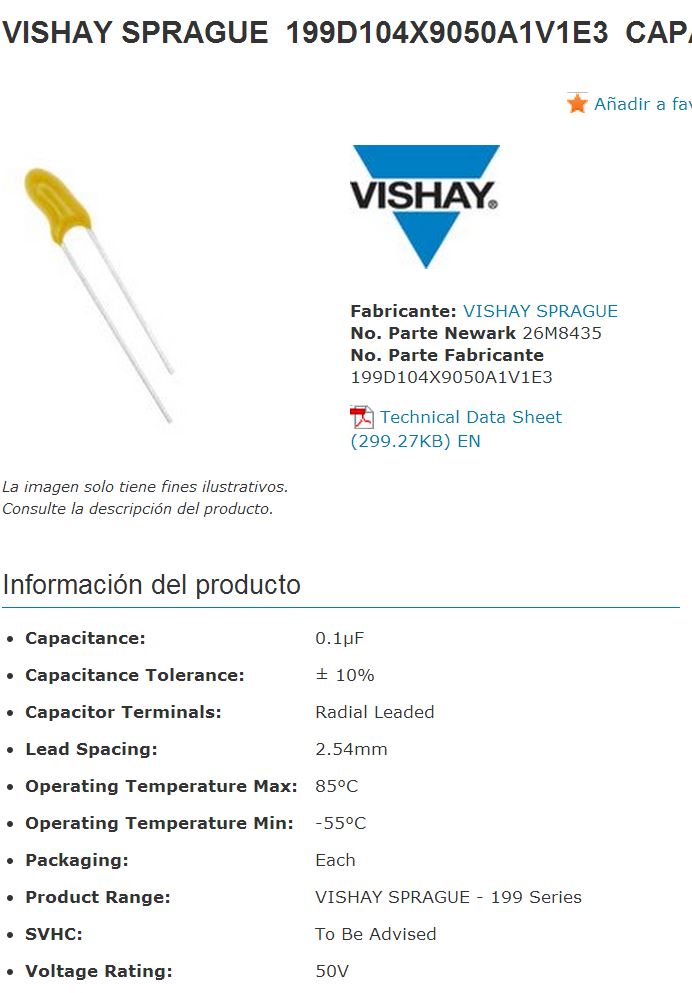 VISHAY SPRAGUE 199D104X9050A1V1E3 CAPA
Añadir a fav
VISHAY®
Fabricante: VISHAY SPRAGUE
No. Parte Newark 26M8435
No. Parte Fabricante
199D104X9050A1V1E3
Technical Data Sheet
(299.27KB) EN
La imagen solo tiene fines ilustrativos.
Consulte la descripción del producto.
Información del producto
• Capacitance: 0.1µF
• Capacitance Tolerance: ± 10%
• Capacitor Terminals: Radial Leaded
• Lead Spacing: 2.54mm
• Operating Temperature Max: 85°C
• Operating Temperature Min: -55°C
• Packaging: Each
• Product Range: VISHAY SPRAGUE - 199 Series
• SVHC: To Be Advised
• Voltage Rating: 50V